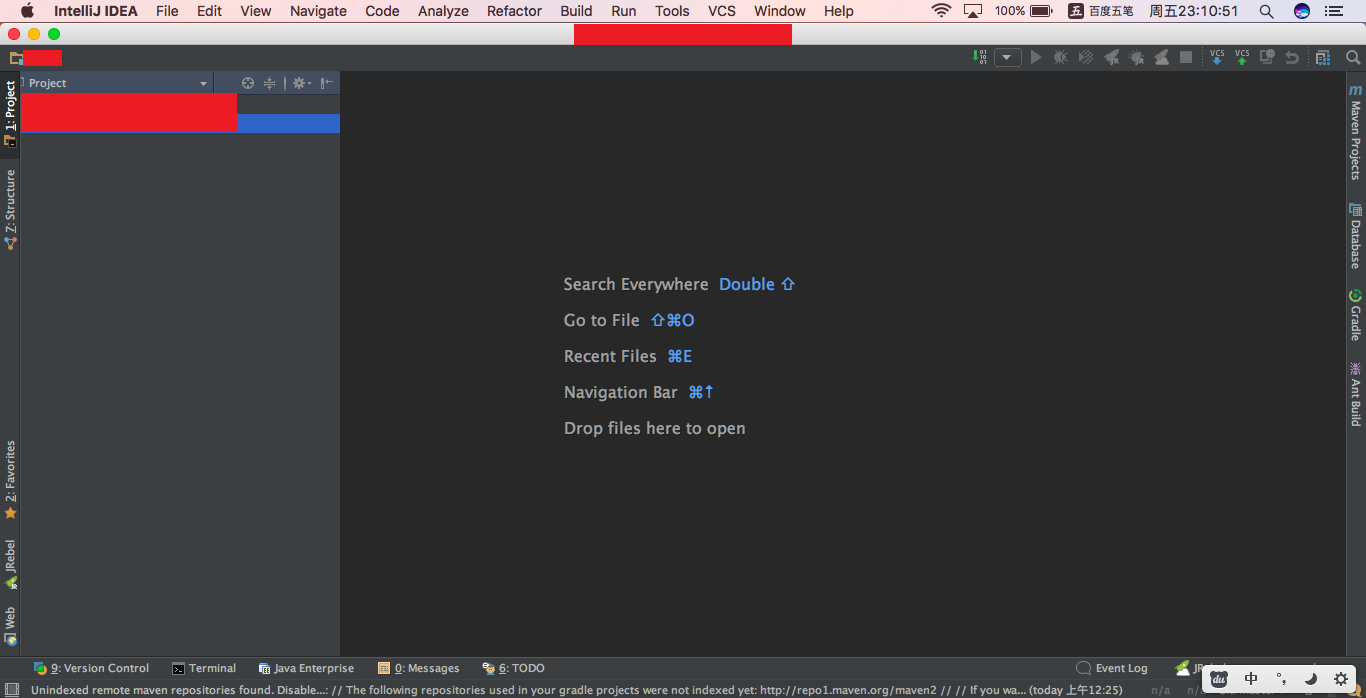 IntelliJ IDEA File Edit View Navigate Code Analyze Refactor Build Run Tools VCS Window Help 100% 五 百度五笔 周五23:10:51
VCS VCS
Project
1: Project
Z: Structure
2: Favorites
JRebel
Web
Search Everywhere Double ⇧
Go to File ⇧⌘O
Recent Files ⌘E
Navigation Bar ⌘↑
Drop files here to open
Maven Projects
Database
Gradle
Ant Build
9: Version Control Terminal Java Enterprise 0: Messages 6: TODO Event Log
Unindexed remote maven repositories found. Disable...: // The following repositories used in your gradle projects were not indexed yet: http://repo1.maven.org/maven2 // // If you wa... (today 上午12:25) n/a
du 中 °,